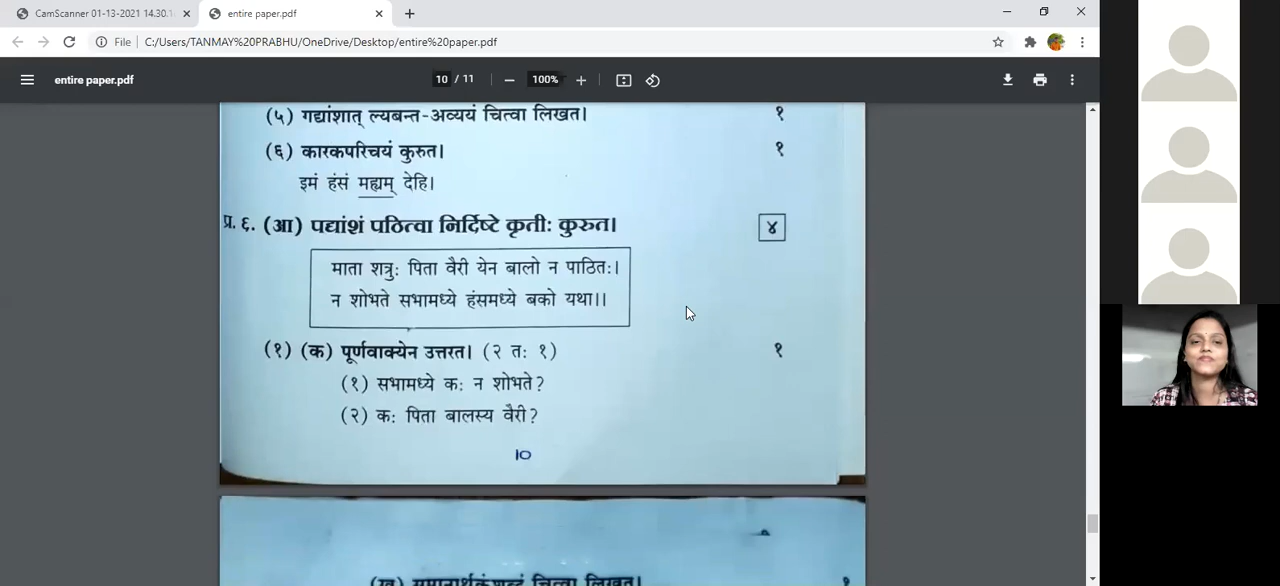 CamScanner 01-13-2021 14.30.1
entire paper.pdf
File C:/Users/TANMAY%20PRABHU/OneDrive/Desktop/entire%20paper.pdf
entire paper.pdf
10 / 11
100%
(५) गद्यांशात् ल्यबन्त-अव्ययं चित्वा लिखत। १
(६) कारकपरिचयं कुरुत। १
इमं हंसं मह्यम् देहि।
प्र. ६. (आ) पद्यांशं पठित्वा निर्दिष्टे कृतीः कुरुत। ४
माता शत्रुः पिता वैरी येन बालो न पाठितः।
न शोभते सभामध्ये हंसमध्ये बको यथा।।
(१) (क) पूर्णवाक्येन उत्तरत। (२ तः १) १
(१) सभामध्ये कः न शोभते?
(२) कः पिता बालस्य वैरी?
10